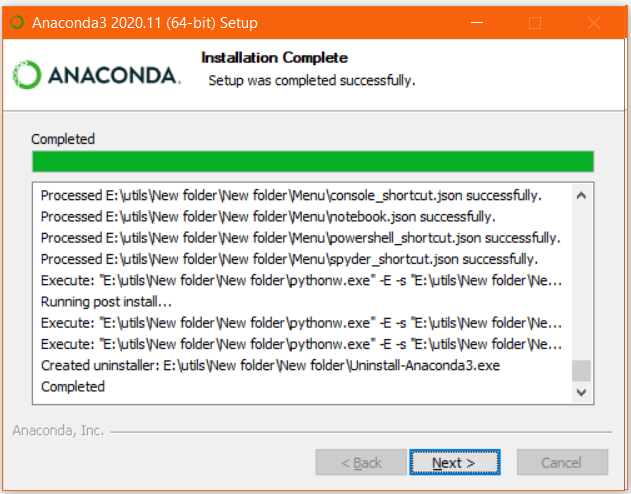 Anaconda3 2020.11 (64-bit) Setup
ANACONDA.
Installation Complete
Setup was completed successfully.
Completed
Processed E:\utils\New folder\New folder\Menu\console_shortcut.json successfully.
Processed E:\utils\New folder\New folder\Menu\notebook.json successfully.
Processed E:\utils\New folder\New folder\Menu\powershell_shortcut.json successfully.
Processed E:\utils\New folder\New folder\Menu\spyder_shortcut.json successfully.
Execute: "E:\utils\New folder\New folder\pythonw.exe" -E -s "E:\utils\New folder\Ne...
Running post install...
Execute: "E:\utils\New folder\New folder\pythonw.exe" -E -s "E:\utils\New folder\Ne...
Execute: "E:\utils\New folder\New folder\pythonw.exe" -E -s "E:\utils\New folder\Ne...
Created uninstaller: E:\utils\New folder\New folder\Uninstall-Anaconda3.exe
Completed
Anaconda, Inc.
< Back Next > Cancel